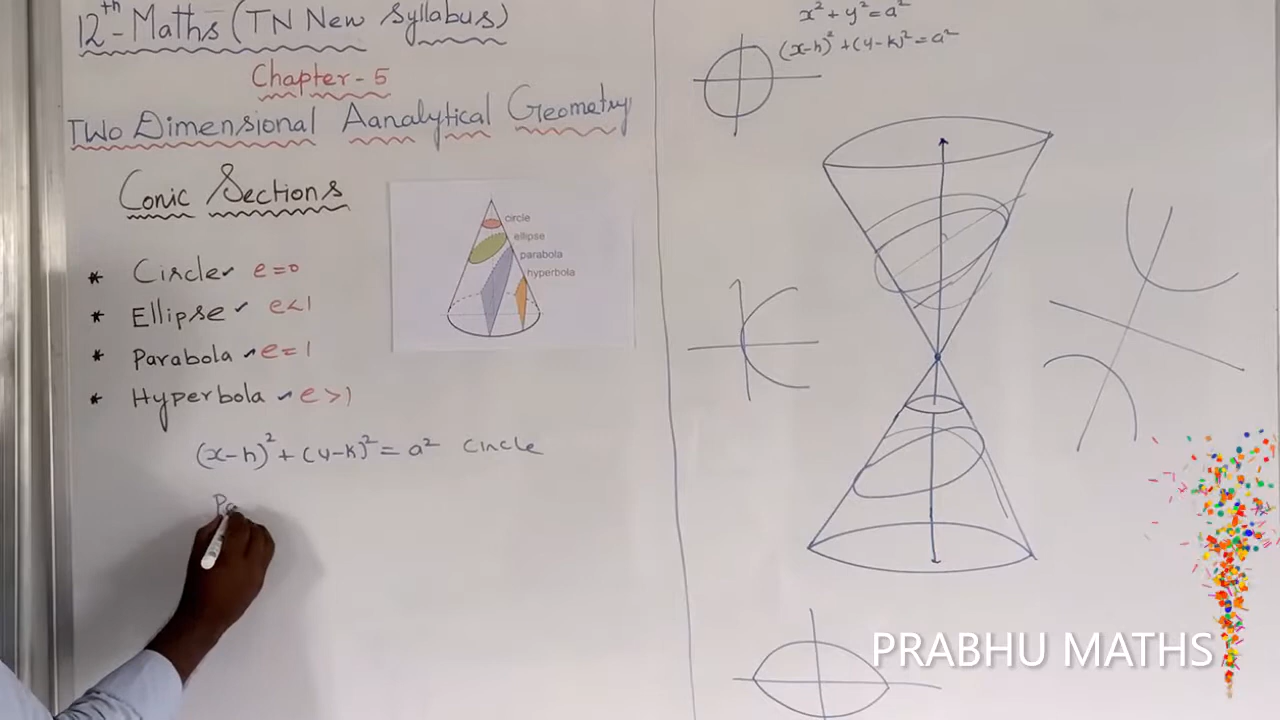 12th - Maths (TN New Syllabus)
Chapter - 5
Two Dimensional Aanalytical Geometry
Conic Sections
* Circle✓ e=0
* Ellipse ✓ e<1
* Parabola ✓ e=1
* Hyperbola ✓ e>1
(x-h)² + (y-k)² = a² Circle
Pa
circle
ellipse
parabola
hyperbola
x² + y² = a²
(x-h)² + (y-k)² = a²
PRABHU MATHS